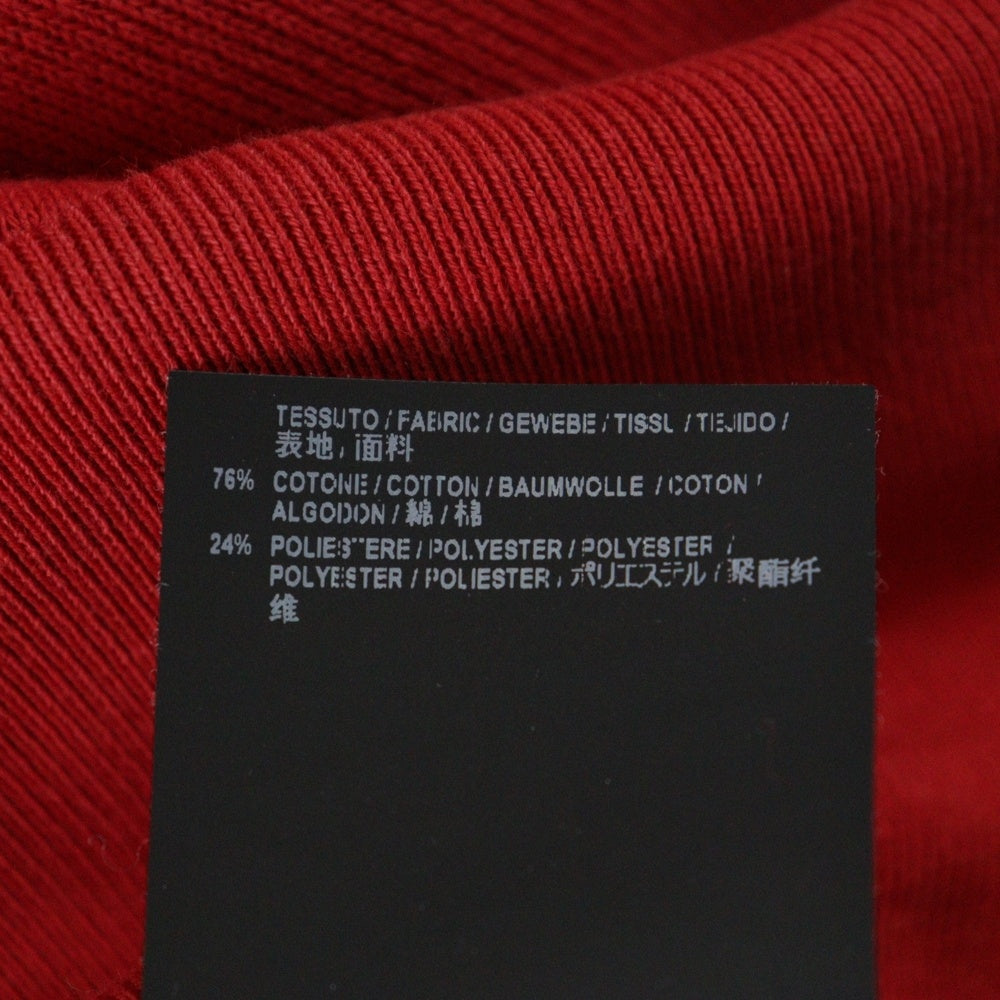 TESSUTO / FABRIC / GEWEBE / TISSU / TEJIDO /
表地 / 面料
76% COTONE / COTTON / BAUMWOLLE / COTON /
ALGODON / 綿 / 棉
24% POLIESTERE / POLYESTER / POLYESTER /
POLYESTER / POLIESTER / ポリエステル / 聚酯纤
维